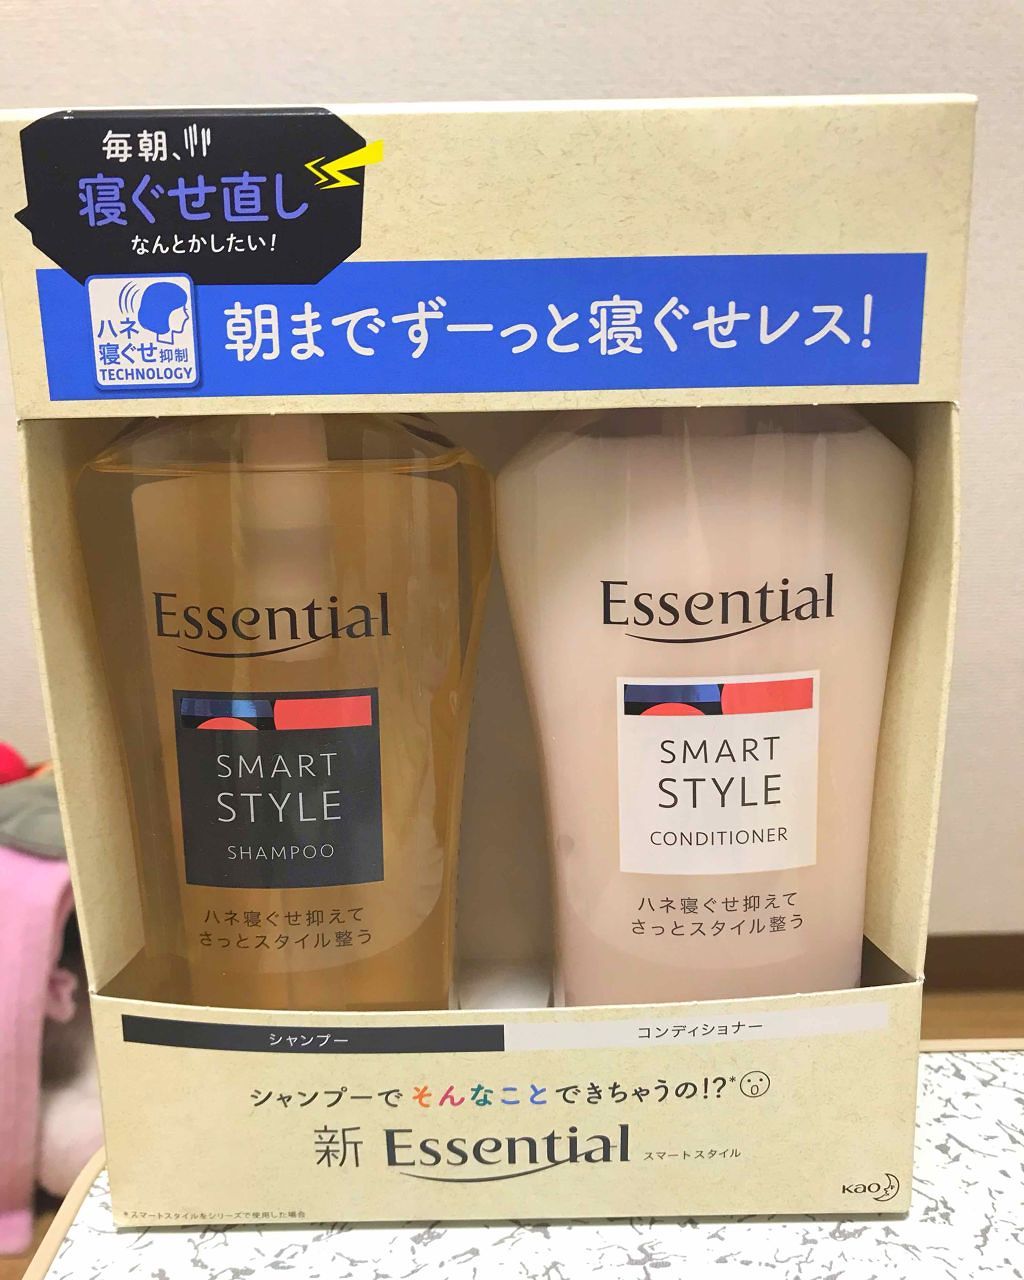 毎朝、
寝ぐせ直し
なんとかしたい!
ハネ
寝ぐせ抑制
TECHNOLOGY
朝までずーっと寝ぐせレス!
Essential
SMART
STYLE
SHAMPOO
ハネ寝ぐせ抑えて
さっとスタイル整う
Essential
SMART
STYLE
CONDITIONER
ハネ寝ぐせ抑えて
さっとスタイル整う
シャンプー
コンディショナー
シャンプーでそんなことできちゃうの!?*
新 Essential スマートスタイル
Kao
*スマートスタイルをシリーズで使用した場合